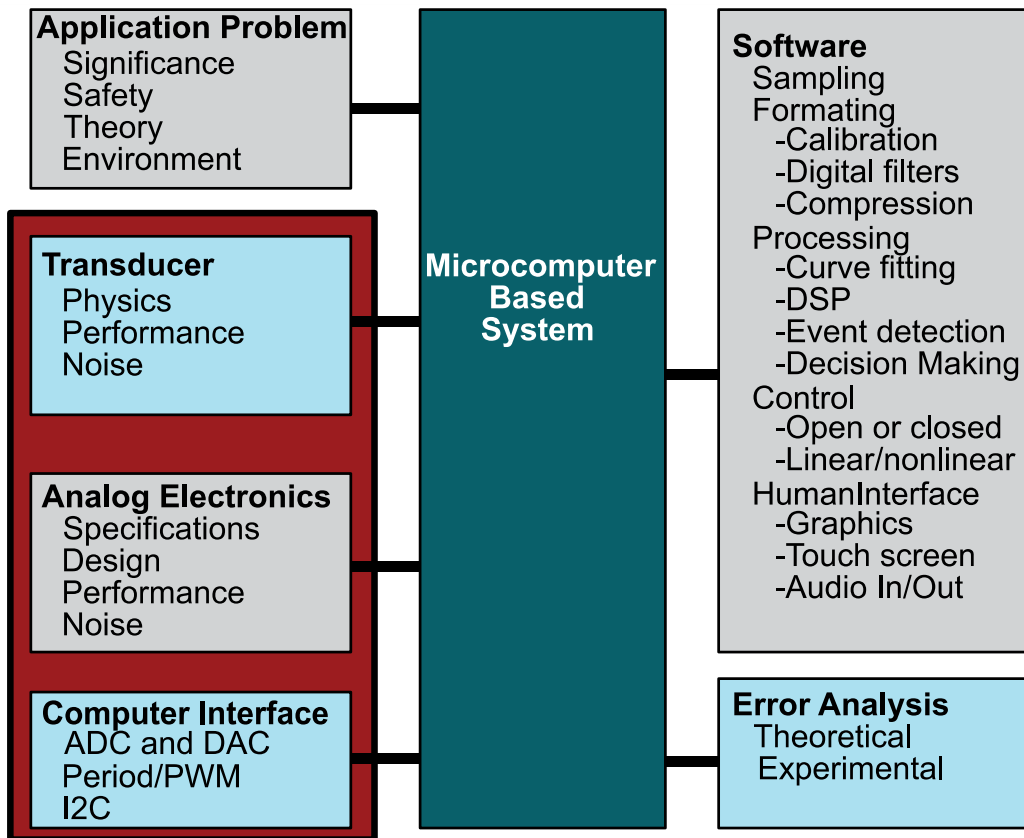 Application Problem
Significance
Safety
Theory
Environment
Transducer
Physics
Performance
Noise
Analog Electronics
Specifications
Design
Performance
Noise
Computer Interface
ADC and DAC
Period/PWM
I2C
Microcomputer
Based
System
Software
Sampling
Formating
-Calibration
-Digital filters
-Compression
Processing
-Curve fitting
-DSP
-Event detection
-Decision Making
Control
-Open or closed
-Linear/nonlinear
HumanInterface
-Graphics
-Touch screen
-Audio In/Out
Error Analysis
Theoretical
Experimental